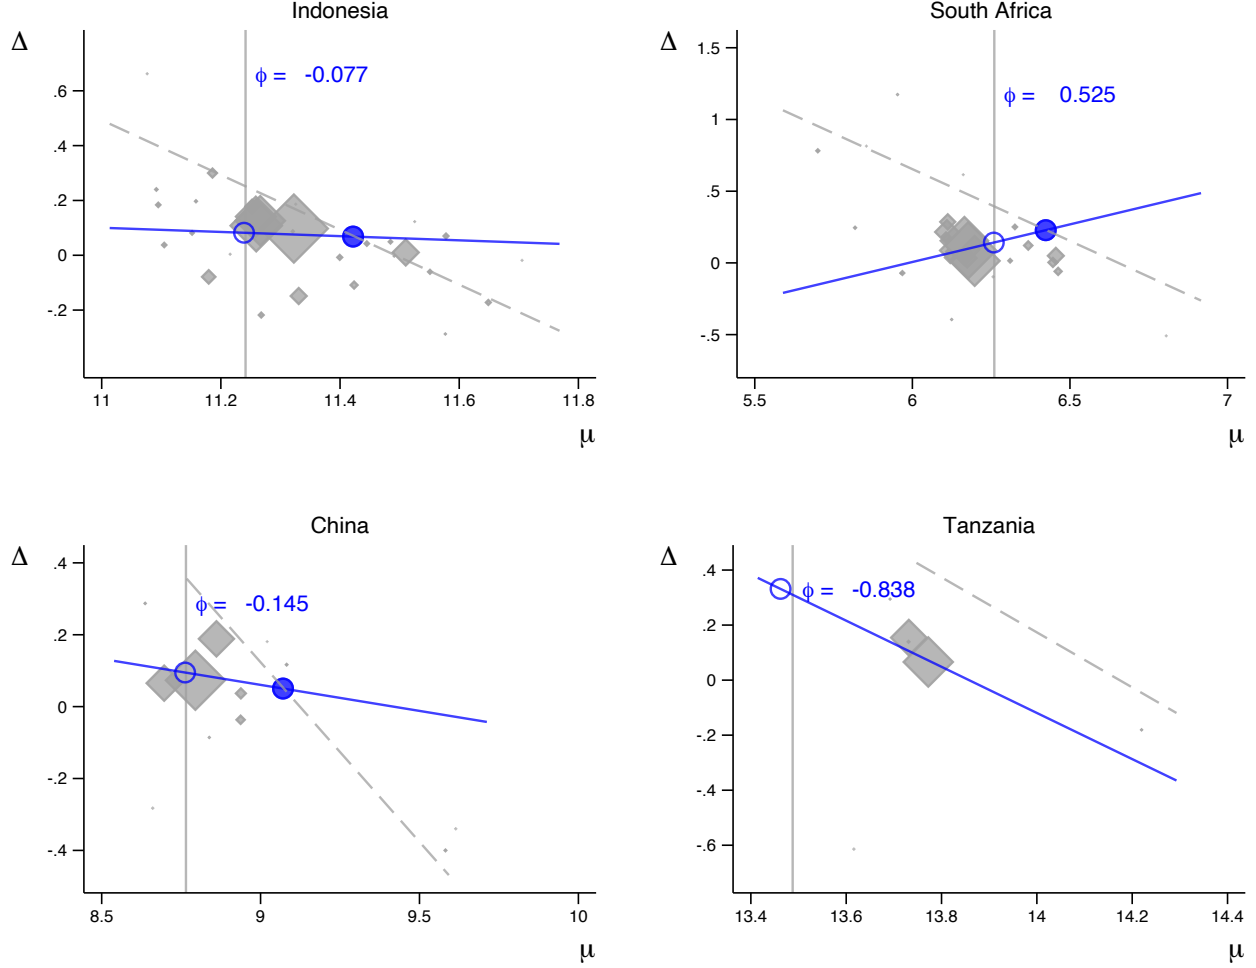 Indonesia
Δ
.6
.4
.2
0
-.2
ϕ = -0.077
11 11.2 11.4 11.6 11.8
μ
South Africa
Δ
1.5
1
.5
0
-.5
ϕ = 0.525
5.5 6 6.5 7
μ
China
Δ
.4
.2
0
-.2
-.4
ϕ = -0.145
8.5 9 9.5 10
μ
Tanzania
Δ
.4
.2
0
-.2
-.4
-.6
ϕ = -0.838
13.4 13.6 13.8 14 14.2 14.4
μ